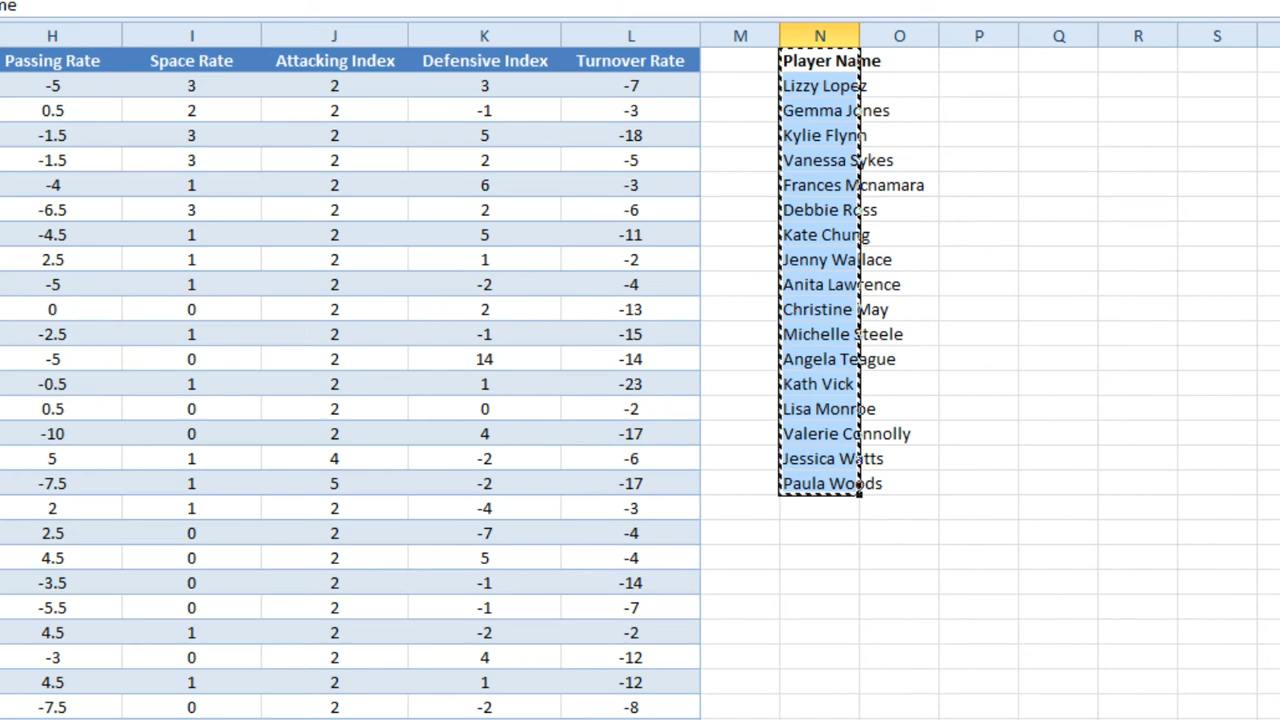 me
H I J K L M N O P Q R S
Passing Rate Space Rate Attacking Index Defensive Index Turnover Rate Player Name
-5 3 2 3 -7 Lizzy Lopez
0.5 2 2 -1 -3 Gemma Jones
-1.5 3 2 5 -18 Kylie Flynn
-1.5 3 2 2 -5 Vanessa Sykes
-4 1 2 6 -3 Frances Mcnamara
-6.5 3 2 2 -6 Debbie Ross
-4.5 1 2 5 -11 Kate Chung
2.5 1 2 1 -2 Jenny Wallace
-5 1 2 -2 -4 Anita Lawrence
0 0 2 2 -13 Christine May
-2.5 1 2 -1 -15 Michelle Steele
-5 0 2 14 -14 Angela Teague
-0.5 1 2 1 -23 Kath Vick
0.5 0 2 0 -2 Lisa Monroe
-10 0 2 4 -17 Valerie Connolly
5 1 4 -2 -6 Jessica Watts
-7.5 1 5 -2 -17 Paula Woods
2 1 2 -4 -3
2.5 0 2 -7 -4
4.5 0 2 5 -4
-3.5 0 2 -1 -14
-5.5 0 2 -1 -7
4.5 1 2 -2 -2
-3 0 2 4 -12
4.5 1 2 1 -12
-7.5 0 2 -2 -8